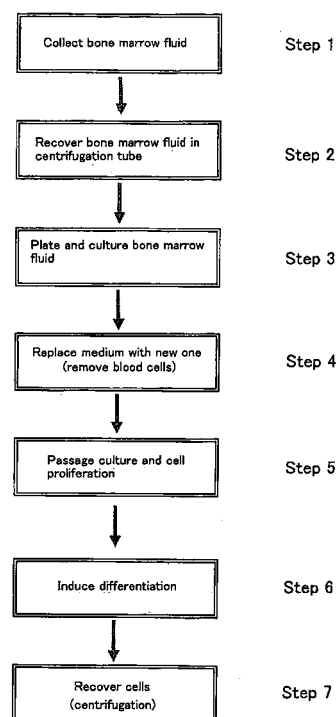 Collect bone marrow fluid
Step 1
Recover bone marrow fluid in
centrifugation tube
Step 2
Plate and culture bone marrow
fluid
Step 3
Replace medium with new one
(remove blood cells)
Step 4
Passage culture and cell
proliferation
Step 5
Induce differentiation
Step 6
Recover cells
(centrifugation)
Step 7